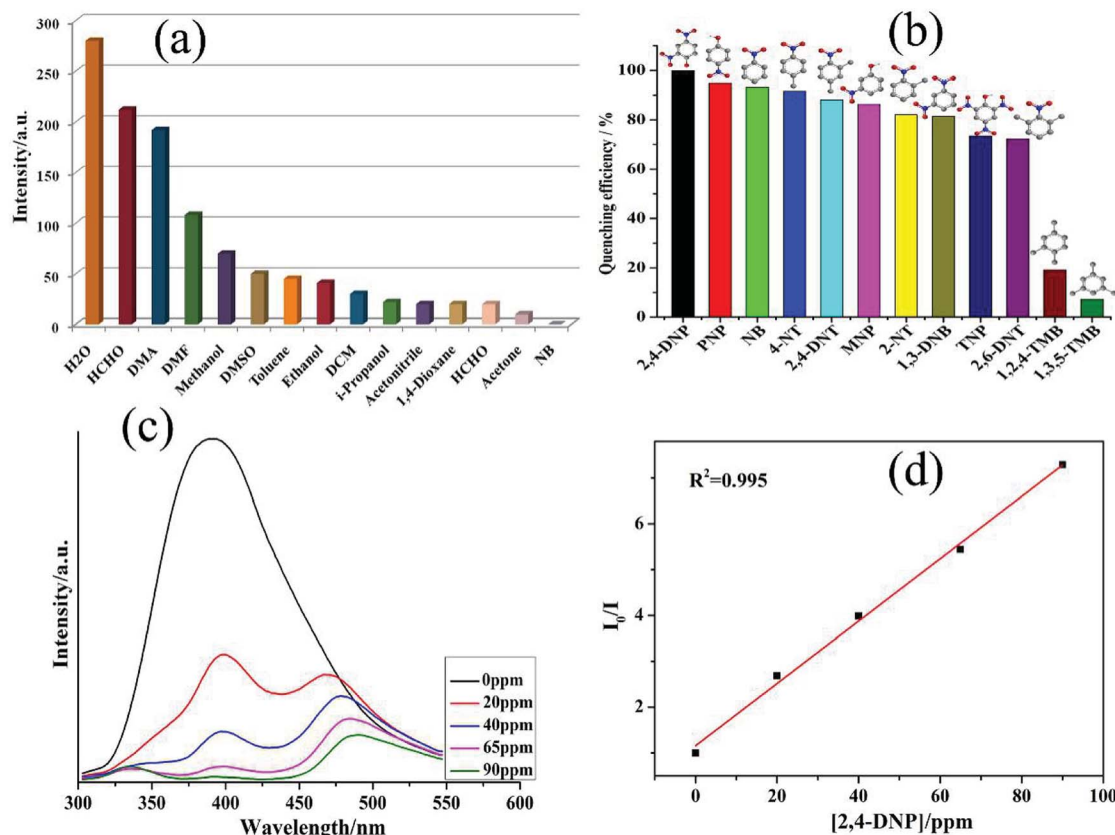 (a)
300
250
200
150
100
50
0
Intensity/a.u.
H2O
HCHO
DMA
DMF
Methanol
DMSO
Toluene
Ethanol
DCM
i-Propanol
Acetonitrile
1,4-Dioxane
HCHO
Acetone
NB
(b)
100
80
60
40
20
0
Quenching efficiency / %
2,4-DNP
PNP
NB
4-NT
2,4-DNT
MNP
2-NT
1,3-DNB
TNP
2,6-DNT
1,2,4-TMB
1,3,5-TMB
(c)
Intensity/a.u.
0ppm
20ppm
40ppm
65ppm
90ppm
300 350 400 450 500 550 600
Wavelength/nm
(d)
R²=0.995
6
4
2
I₀/I
0 20 40 60 80 100
[2,4-DNP]/ppm